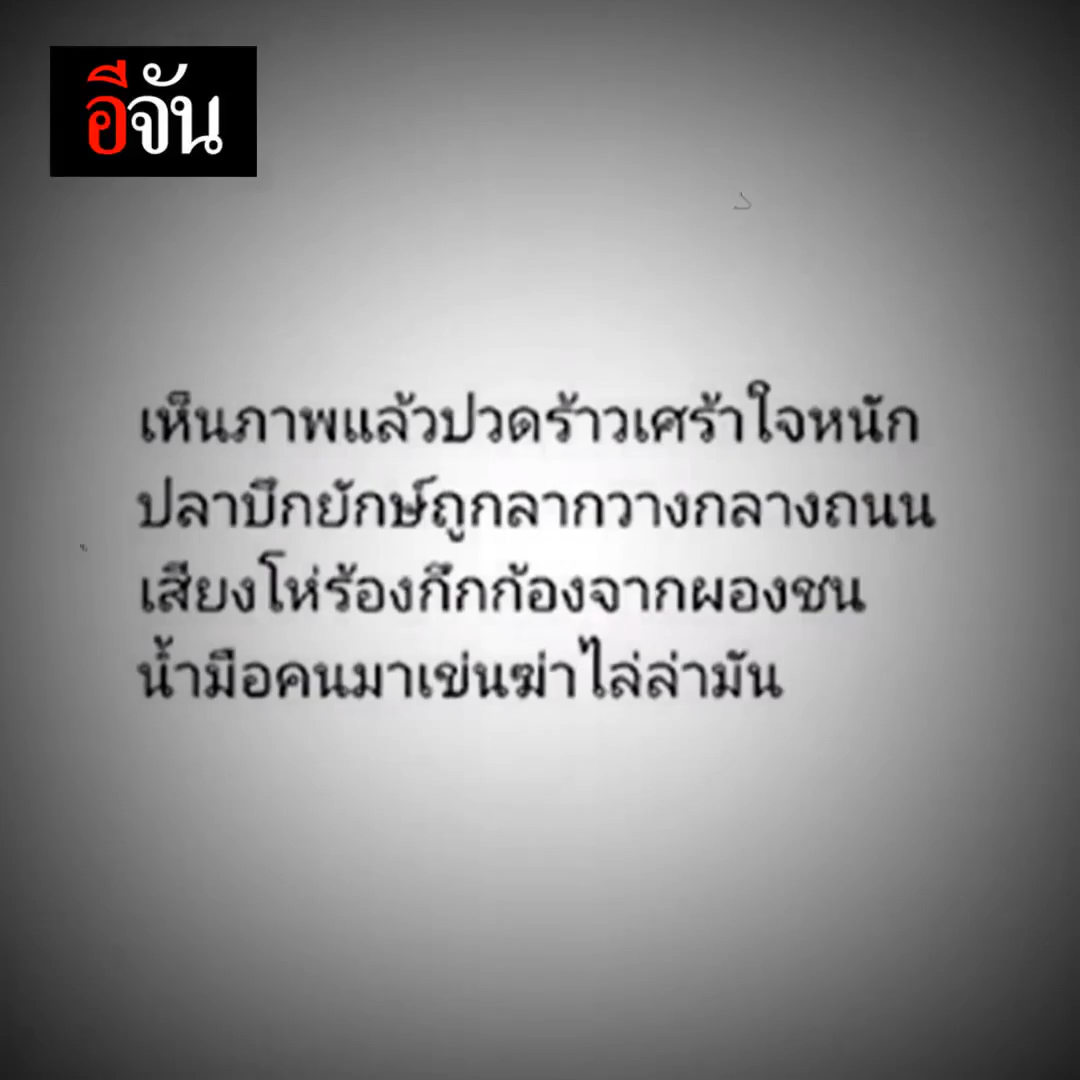 อีจัน
เห็นภาพแล้วปวดร้าวเศร้าใจหนัก
ปลาบึกยักษ์ถูกลากวางกลางถนน
เสียงโห่ร้องกึกก้องจากผองชน
น้ำมือคนมาเข่นฆ่าไล่ล่ามัน